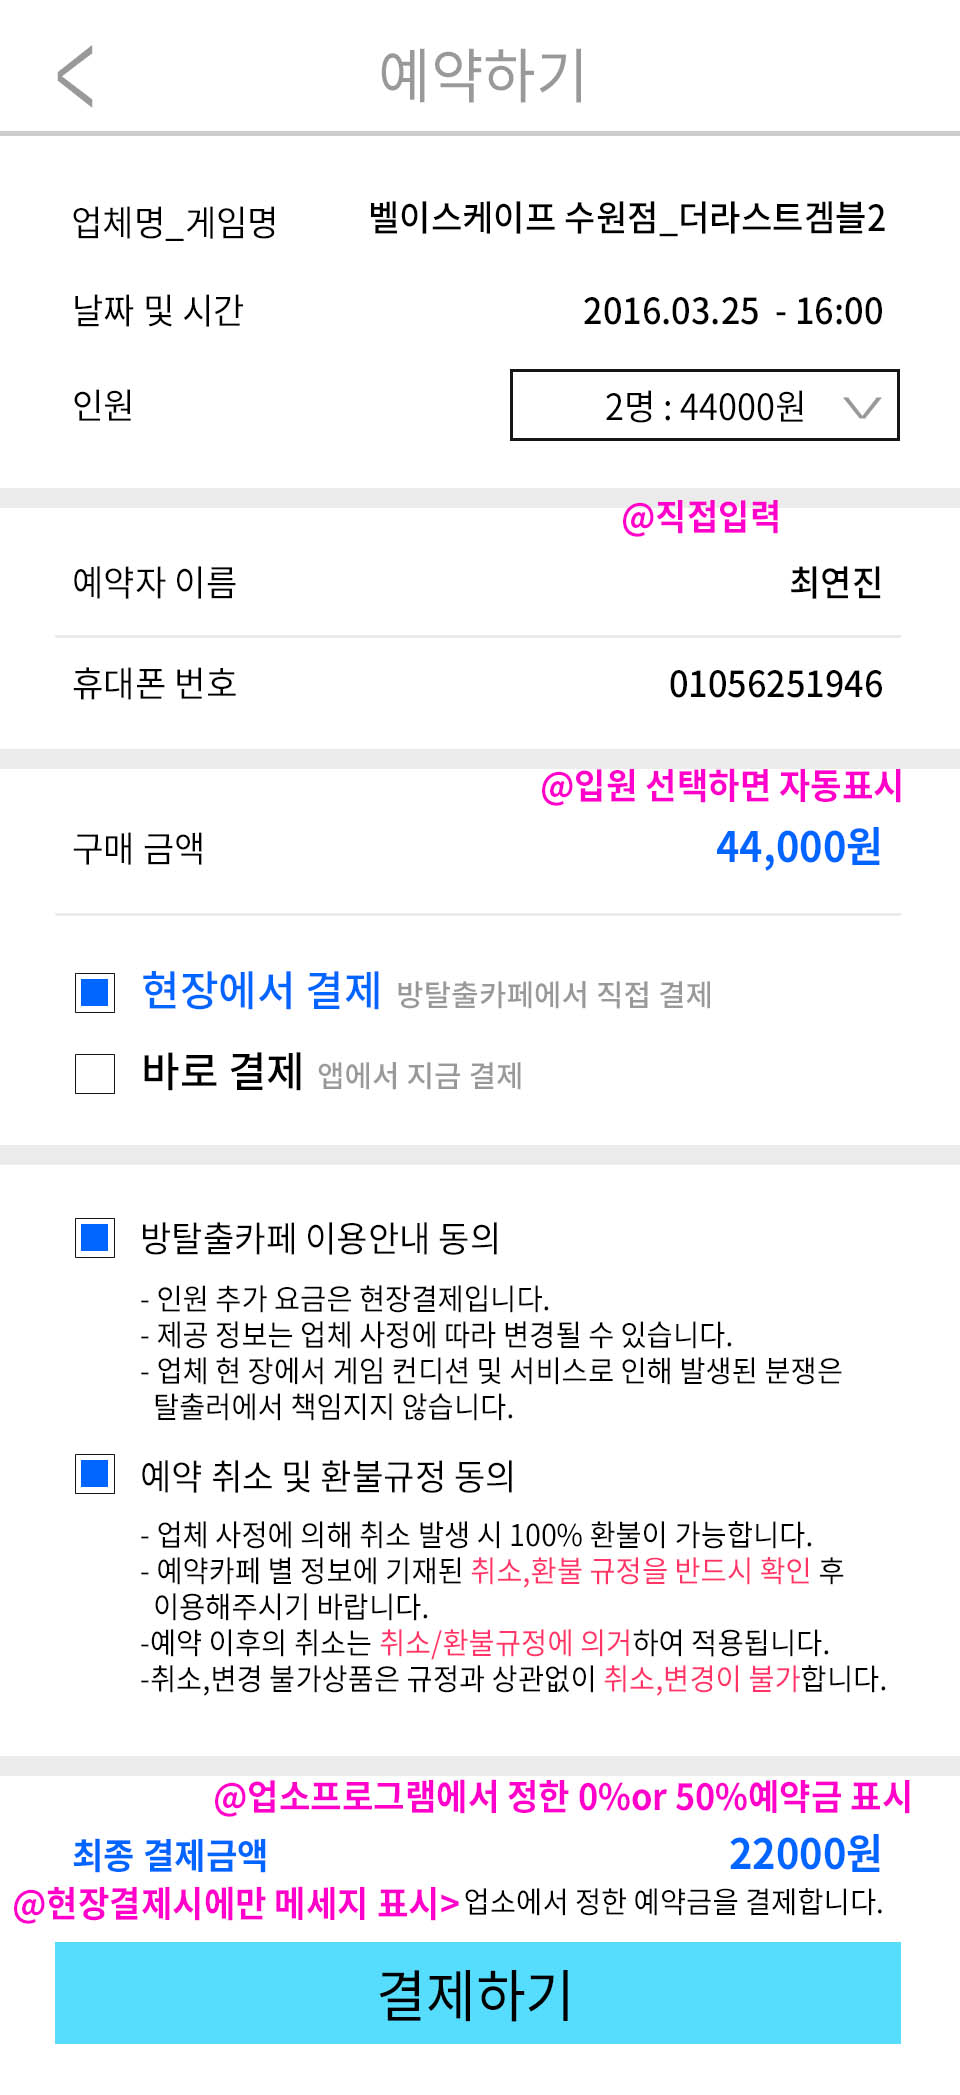 예약하기
업체명_게임명 벨이스케이프 수원점_더라스트겜블2
날짜 및 시간 2016.03.25 - 16:00
인원 2명 : 44000원
@직접입력
예약자 이름 최연진
휴대폰 번호 01056251946
@입원 선택하면 자동표시
구매 금액 44,000원
현장에서 결제 방탈출카페에서 직접 결제
바로 결제 앱에서 지금 결제
방탈출카페 이용안내 동의
- 인원 추가 요금은 현장결제입니다.
- 제공 정보는 업체 사정에 따라 변경될 수 있습니다.
- 업체 현 장에서 게임 컨디션 및 서비스로 인해 발생된 분쟁은
탈출러에서 책임지지 않습니다.
예약 취소 및 환불규정 동의
- 업체 사정에 의해 취소 발생 시 100% 환불이 가능합니다.
- 예약카페 별 정보에 기재된 취소,환불 규정을 반드시 확인 후
이용해주시기 바랍니다.
-예약 이후의 취소는 취소/환불규정에 의거하여 적용됩니다.
-취소,변경 불가상품은 규정과 상관없이 취소,변경이 불가합니다.
@업소프로그램에서 정한 0%or 50%예약금 표시
최종 결제금액 22000원
@현장결제시에만 메세지 표시> 업소에서 정한 예약금을 결제합니다.
결제하기